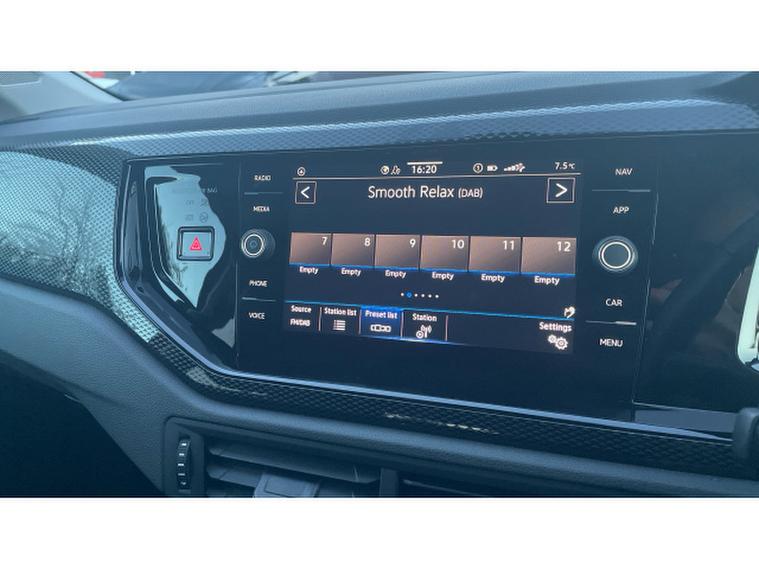 16:20
7.5°C
RADIO
MEDIA
PHONE
VOICE
Smooth Relax (DAB)
7 8 9 10 11 12
Empty Empty Empty Empty Empty Empty
Source
FM/DAB
Station list
Preset list
Station
Settings
NAV
APP
CAR
MENU